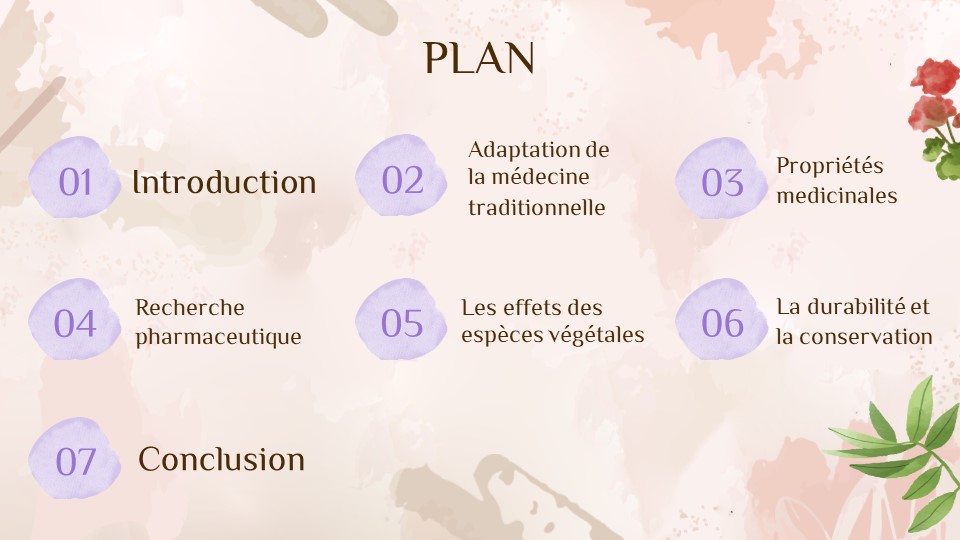 PLAN
01
Introduction
02
Adaptation de
la médecine
traditionnelle
03
Propriétés
medicinales
04
Recherche
pharmaceutique
05
Les effets des
espèces végétales
06
La durabilité et
la conservation
07
Conclusion